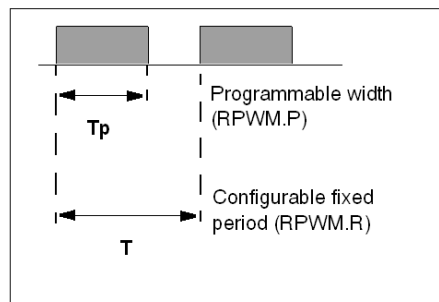 Programmable width
(RPWM.P)
Tp
Configurable fixed
period (RPWM.R)
T